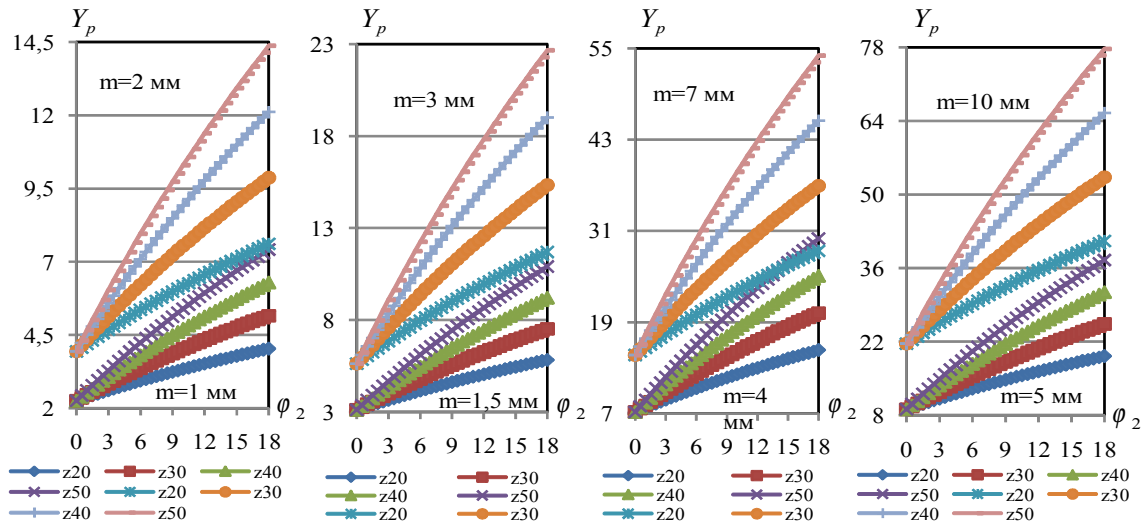 Y_p
14,5
12
9,5
7
4,5
2
m=2 мм
m=1 мм
0 3 6 9 12 15 18
z20 z30 z40
z50 z20 z30
z40 z50
Y_p
23
18
13
8
3
m=3 мм
m=1,5 мм
φ 2
0 3 6 9 12 15 18
z20 z30
z40 z50
z20 z30
Y_p
55
43
31
19
7
m=7 мм
m=4
мм
0 3 6 9 12 15 18
z20 z30
z40 z50
z20 z30
Y_p
78
64
50
36
22
8
m=10 мм
m=5 мм
φ 2
0 3 6 9 12 15 18
z20 z30 z40
z50 z20 z30
z40 z50
φ 2